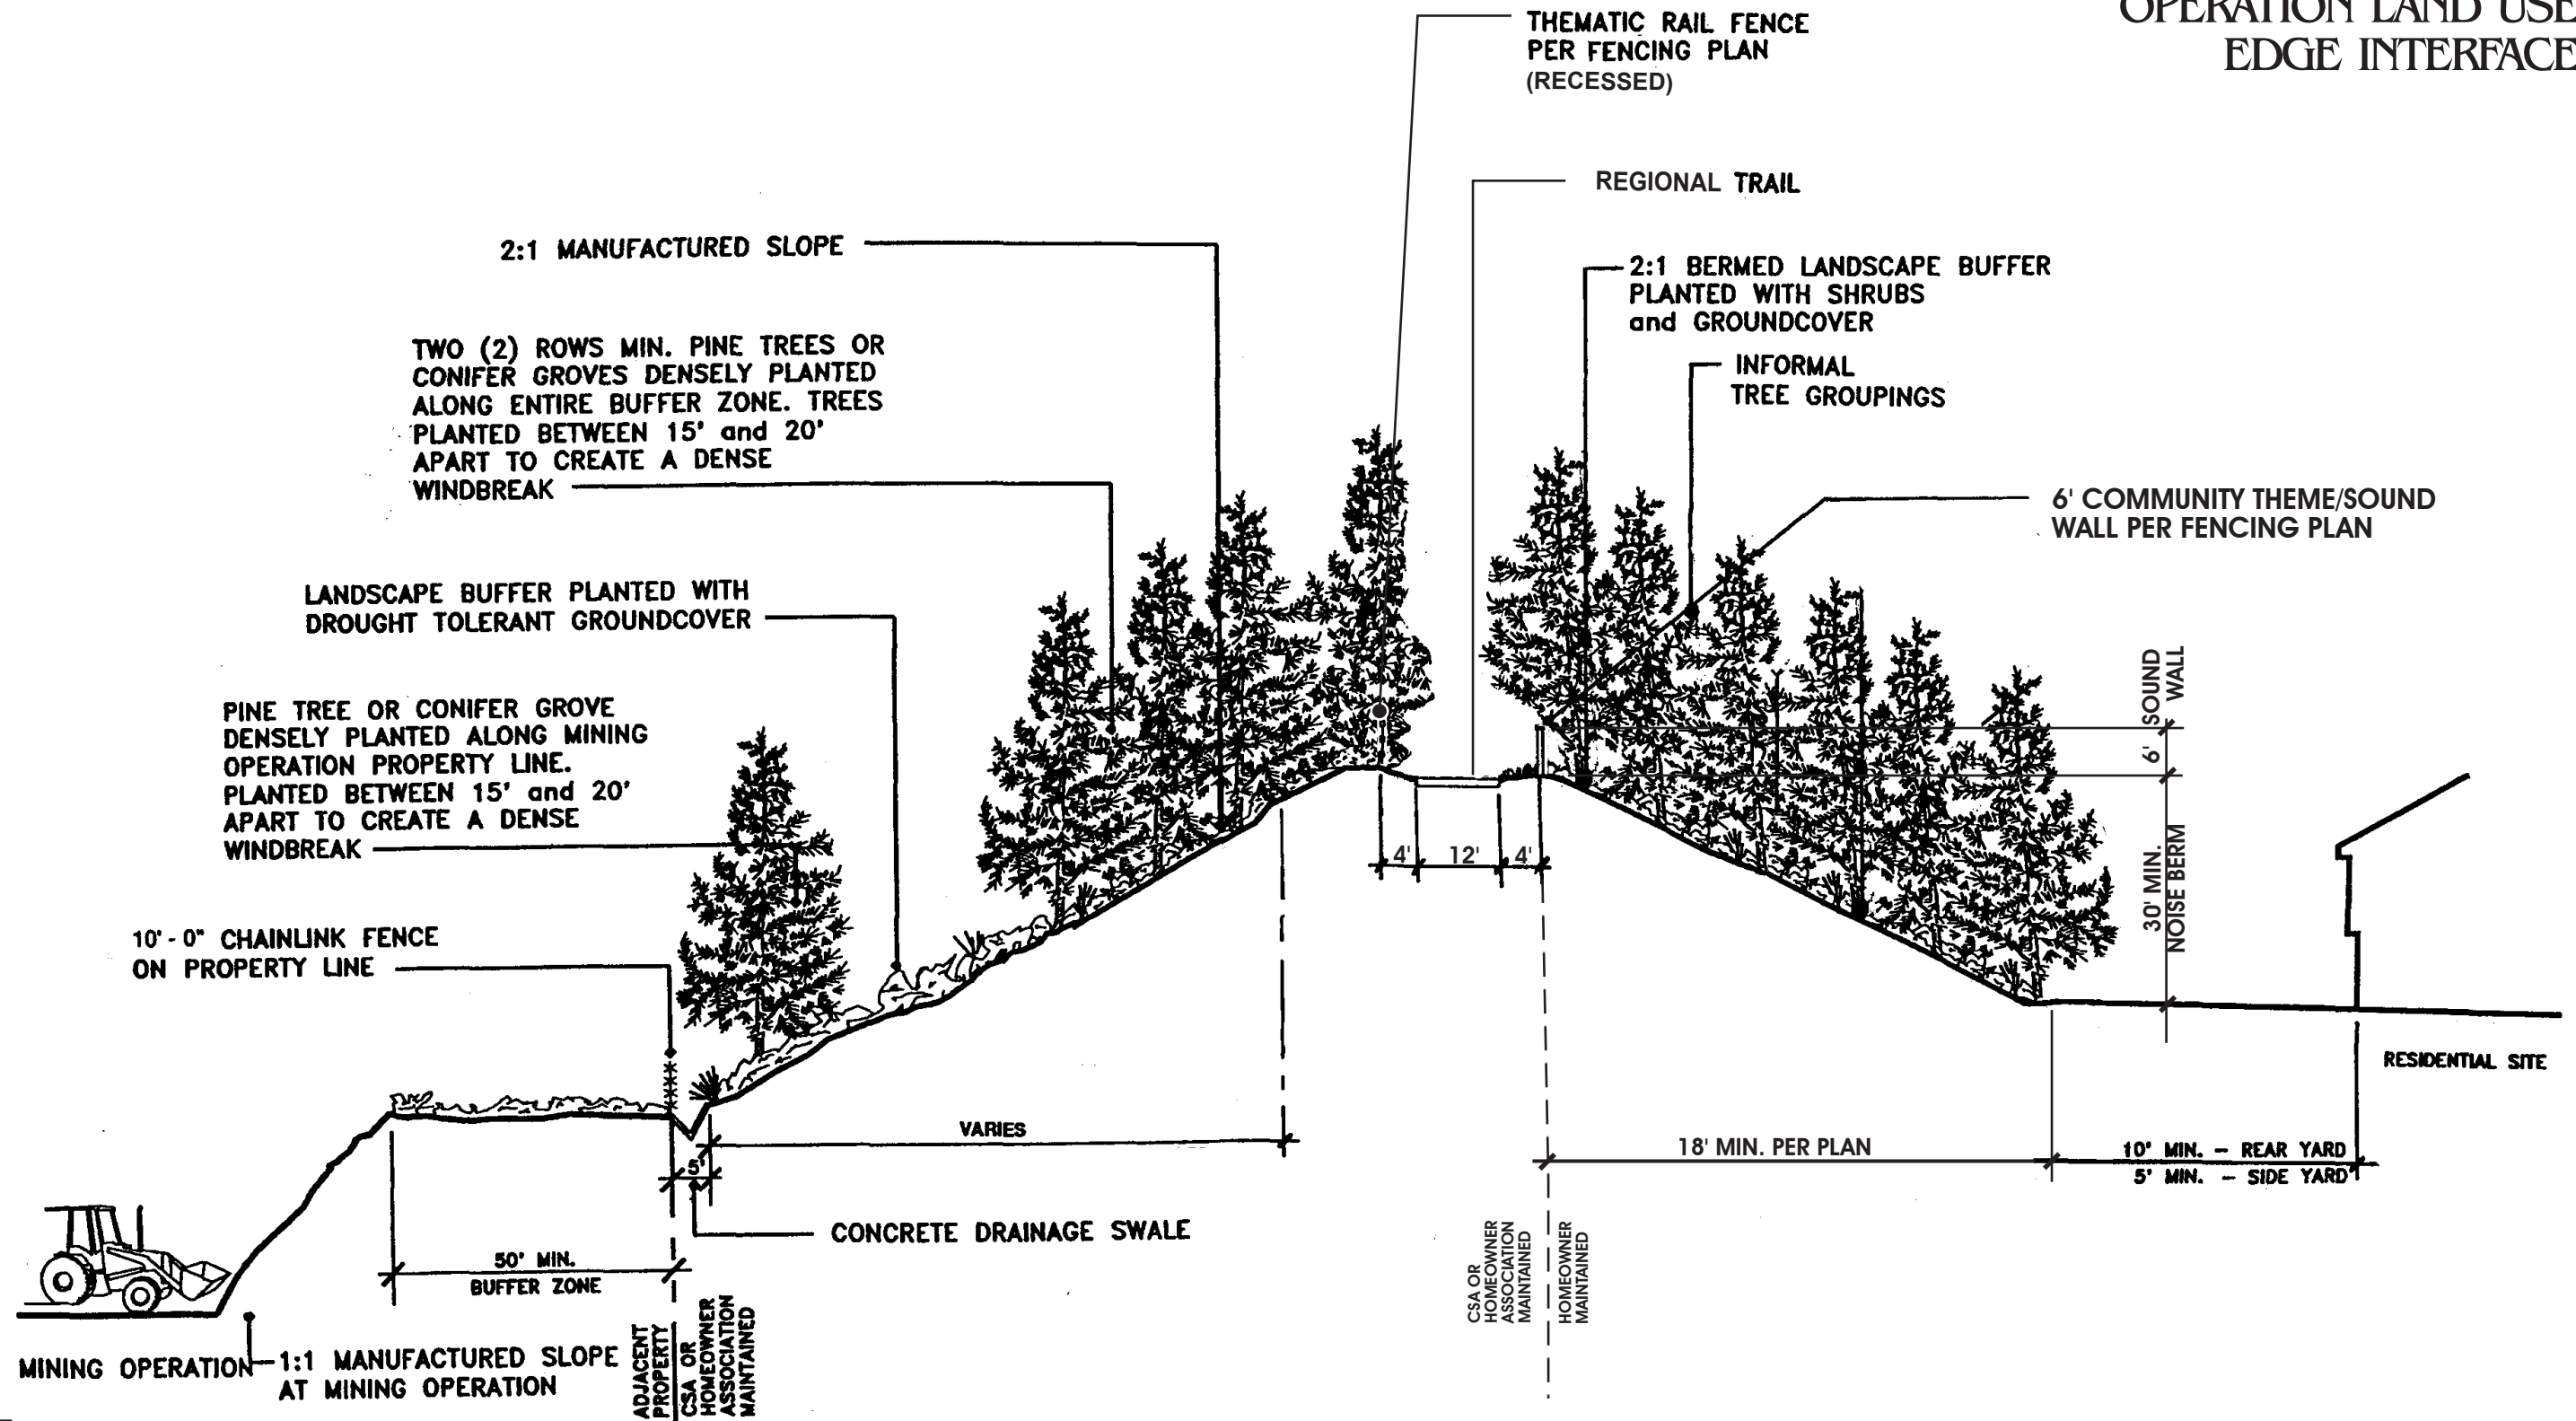 OPERATION LAND USE
EDGE INTERFACE
THEMATIC RAIL FENCE
PER FENCING PLAN
(RECESSED)
REGIONAL TRAIL
2:1 MANUFACTURED SLOPE
2:1 BERMED LANDSCAPE BUFFER
PLANTED WITH SHRUBS
and GROUNDCOVER
TWO (2) ROWS MIN. PINE TREES OR
CONIFER GROVES DENSELY PLANTED
ALONG ENTIRE BUFFER ZONE. TREES
PLANTED BETWEEN 15' and 20'
APART TO CREATE A DENSE
WINDBREAK
INFORMAL
TREE GROUPINGS
6' COMMUNITY THEME/SOUND
WALL PER FENCING PLAN
LANDSCAPE BUFFER PLANTED WITH
DROUGHT TOLERANT GROUNDCOVER
PINE TREE OR CONIFER GROVE
DENSELY PLANTED ALONG MINING
OPERATION PROPERTY LINE.
PLANTED BETWEEN 15' and 20'
APART TO CREATE A DENSE
WINDBREAK
6' SOUND
WALL
4'
12'
4'
30' MIN.
NOISE BERM
10'-0" CHAINLINK FENCE
ON PROPERTY LINE
RESIDENTIAL SITE
VARIES
18' MIN. PER PLAN
10' MIN. - REAR YARD
5' MIN. - SIDE YARD
5'
CONCRETE DRAINAGE SWALE
50' MIN.
BUFFER ZONE
CSA OR
HOMEOWNER
ASSOCIATION
MAINTAINED
HOMEOWNER
MAINTAINED
MINING OPERATION
1:1 MANUFACTURED SLOPE
AT MINING OPERATION
ADJACENT
PROPERTY
CSA OR
HOMEOWNER
ASSOCIATION
MAINTAINED